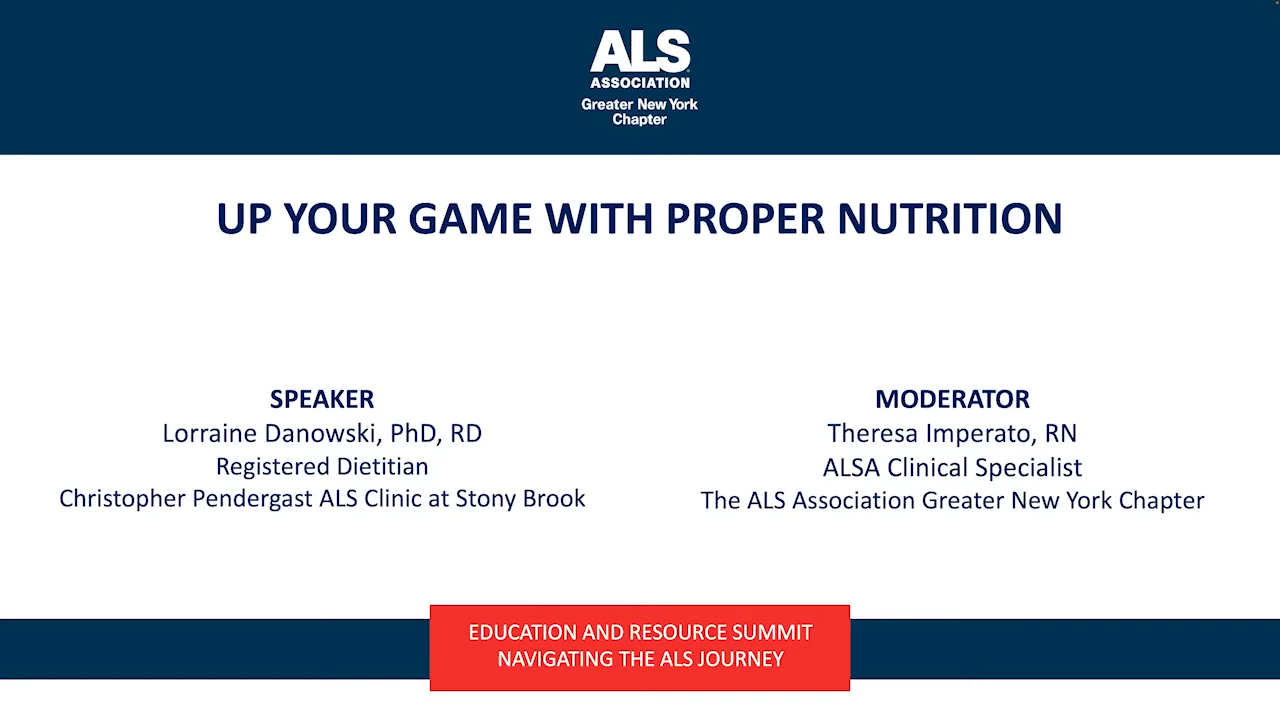 ALS
ASSOCIATION
Greater New York
Chapter
UP YOUR GAME WITH PROPER NUTRITION
SPEAKER
Lorraine Danowski, PhD, RD
Registered Dietitian
Christopher Pendergast ALS Clinic at Stony Brook
MODERATOR
Theresa Imperato, RN
ALSA Clinical Specialist
The ALS Association Greater New York Chapter
EDUCATION AND RESOURCE SUMMIT
NAVIGATING THE ALS JOURNEY